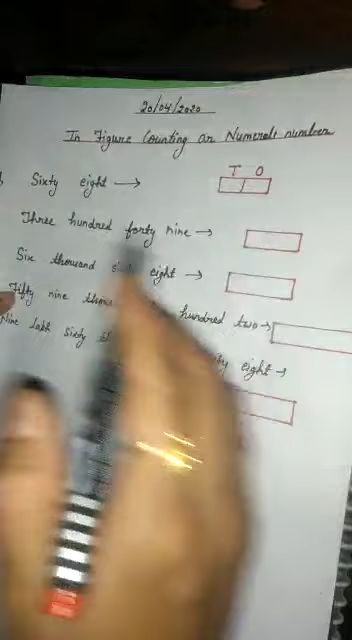 20/04/2020
In Figure Counting or Numerals number
T O
Sixty eight →
Three hundred forty nine →
Six thousand eight →
Fifty nine hundred two →
Nine lakh sixty eight →